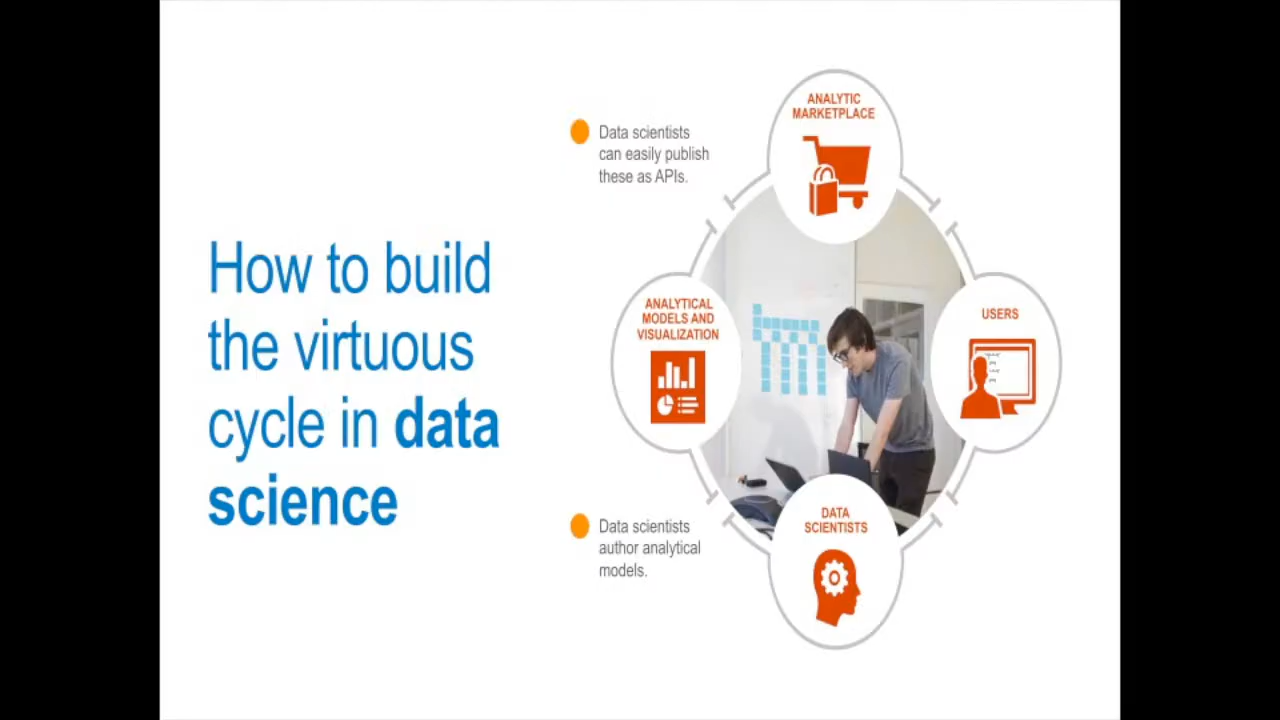 How to build
the virtuous
cycle in data
science
Data scientists
can easily publish
these as APIs.
ANALYTIC
MARKETPLACE
ANALYTICAL
MODELS AND
VISUALIZATION
USERS
Data scientists
author analytical
models.
DATA
SCIENTISTS